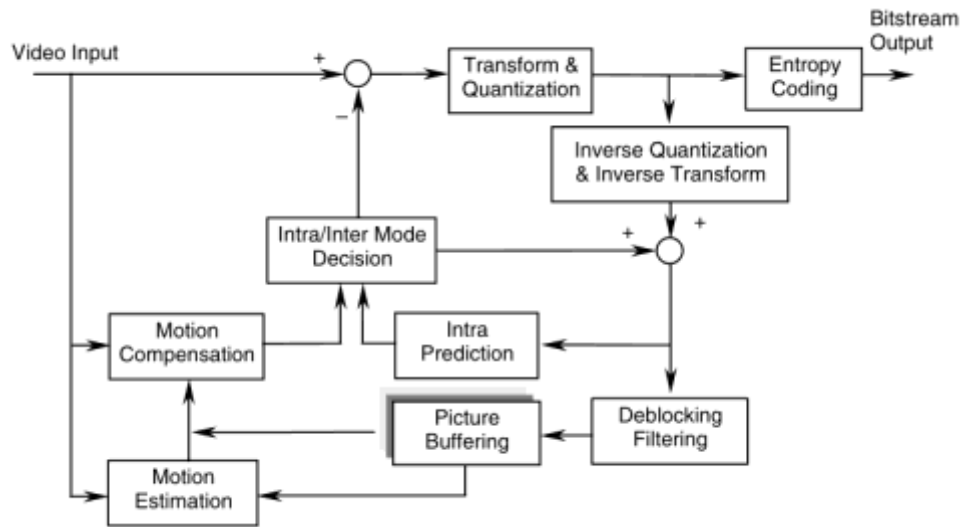 Video Input
Bitstream
Output
+
Transform &
Quantization
Entropy
Coding
−
Inverse Quantization
& Inverse Transform
Intra/Inter Mode
Decision
+
+
Motion
Compensation
Intra
Prediction
Picture
Buffering
Deblocking
Filtering
Motion
Estimation